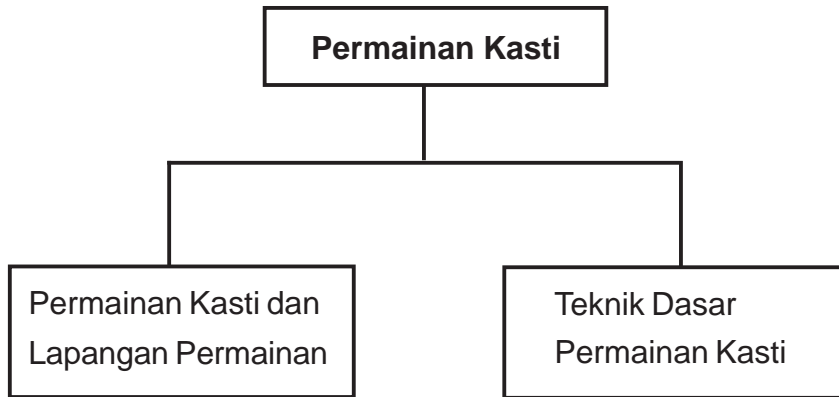 Permainan Kasti
Permainan Kasti dan
Lapangan Permainan
Teknik Dasar
Permainan Kasti